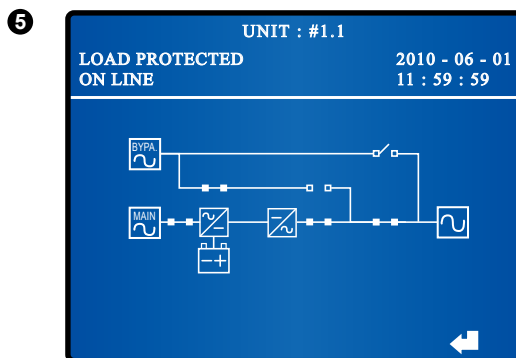 5
UNIT : #1.1
LOAD PROTECTED 2010 - 06 - 01
ON LINE 11 : 59 : 59
BYPA.
MAIN